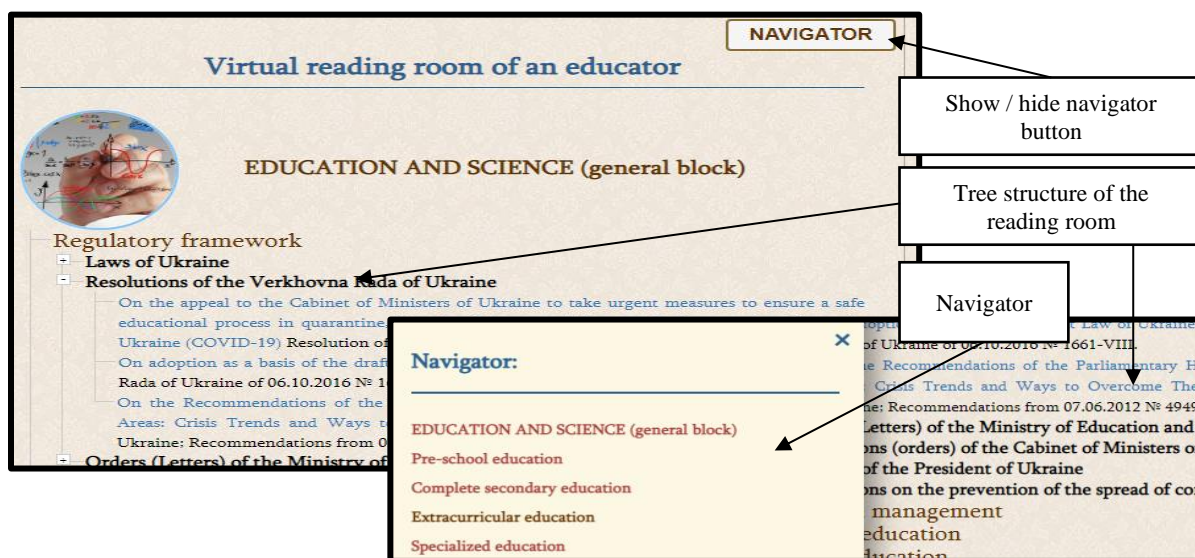 NAVIGATOR
Virtual reading room of an educator
Show / hide navigator
button
EDUCATION AND SCIENCE (general block)
Tree structure of the
reading room
Regulatory framework
Laws of Ukraine
Resolutions of the Verkhovna Rada of Ukraine
On the appeal to the Cabinet of Ministers of Ukraine to take urgent measures to ensure a safe
educational process in quarantine,
Ukraine (COVID-19) Resolution of
On adoption as a basis of the draft
Rada of Ukraine of 06.10.2016 №
On the Recommendations of the
Areas: Crisis Trends and Ways
Ukraine: Recommendations from
Orders (Letters) of the Ministry of
Navigator
Navigator:
EDUCATION AND SCIENCE (general block)
Pre-school education
Complete secondary education
Extracurricular education
Specialized education
Law of Ukraine
of Ukraine of 06.10.2016 № 1661-VIII.
Recommendations of the Parliamentary
Crisis Trends and Ways to Overcome
Recommendations from 07.06.2012 №
of the Ministry of Education and
(orders) of the Cabinet of Ministers
of the President of Ukraine
on the prevention of the spread of
management
education